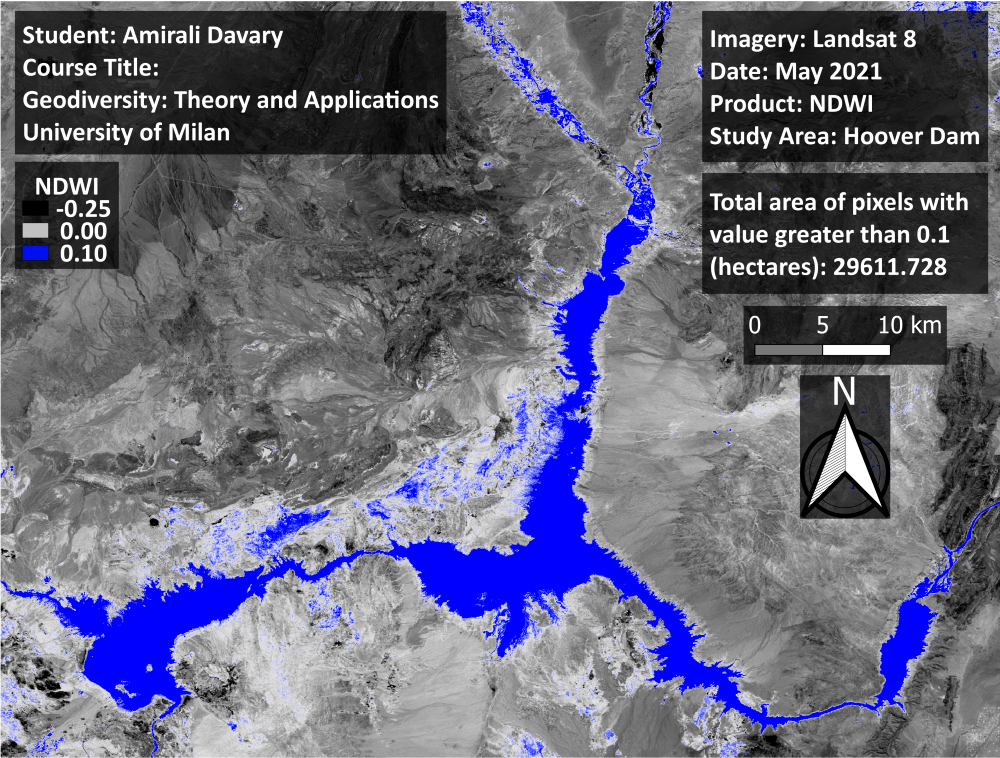 Student: Amirali Davary
Course Title:
Geodiversity: Theory and Applications
University of Milan
Imagery: Landsat 8
Date: May 2021
Product: NDWI
Study Area: Hoover Dam
NDWI
-0.25
0.00
0.10
Total area of pixels with
value greater than 0.1
(hectares): 29611.728
0 5 10 km
N